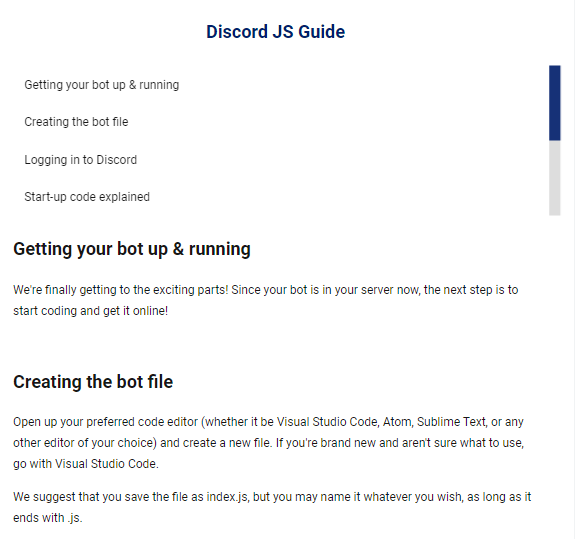 Discord JS Guide
Getting your bot up & running
Creating the bot file
Logging in to Discord
Start-up code explained
Getting your bot up & running
We're finally getting to the exciting parts! Since your bot is in your server now, the next step is to
start coding and get it online!
Creating the bot file
Open up your preferred code editor (whether it be Visual Studio Code, Atom, Sublime Text, or any
other editor of your choice) and create a new file. If you're brand new and aren't sure what to use,
go with Visual Studio Code.
We suggest that you save the file as index.js, but you may name it whatever you wish, as long as it
ends with .js.